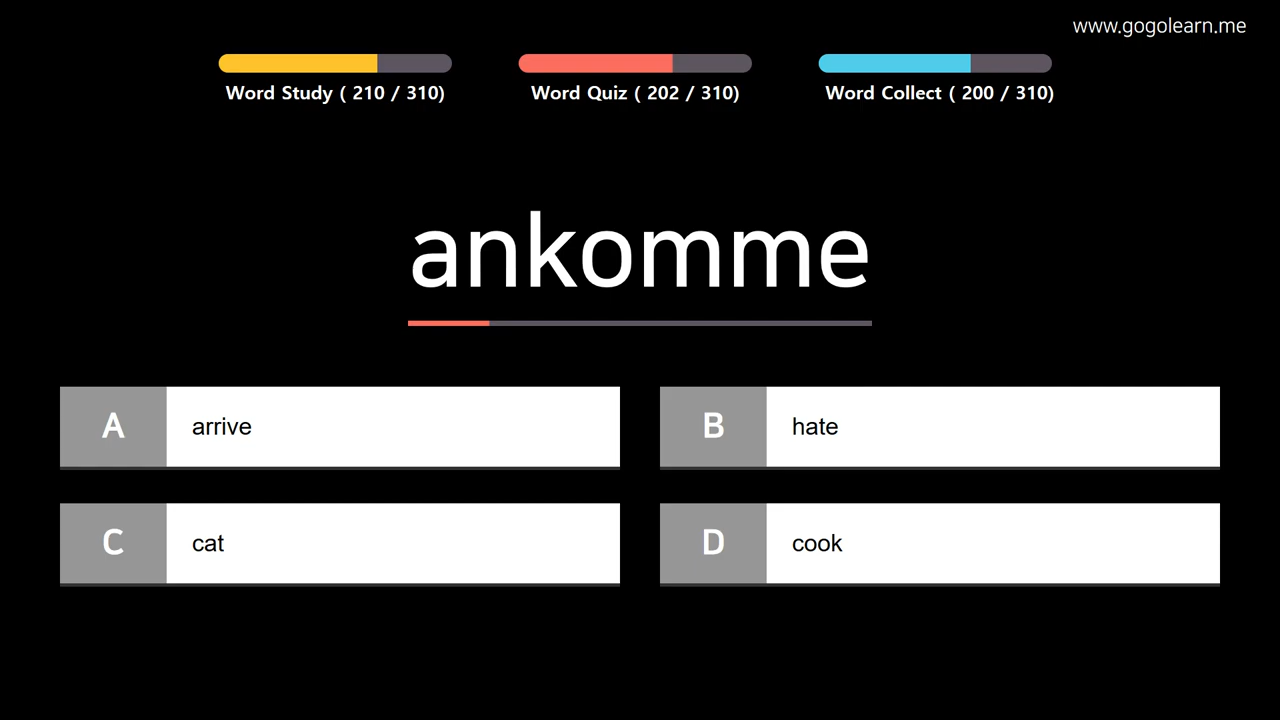 www.gogolearn.me
Word Study ( 210 / 310)
Word Quiz ( 202 / 310)
Word Collect ( 200 / 310)
ankomme
A arrive
B hate
C cat
D cook